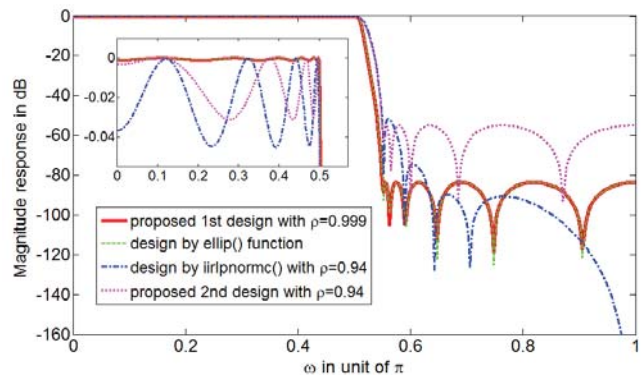 Magnitude response in dB
0
-20
-40
-60
-80
-100
-120
-140
-160
0
-0.02
-0.04
0 0.1 0.2 0.3 0.4 0.5
proposed 1st design with ρ=0.999
design by ellip() function
design by iirlpnormc() with ρ=0.94
proposed 2nd design with ρ=0.94
0 0.2 0.4 0.6 0.8 1
ω in unit of π